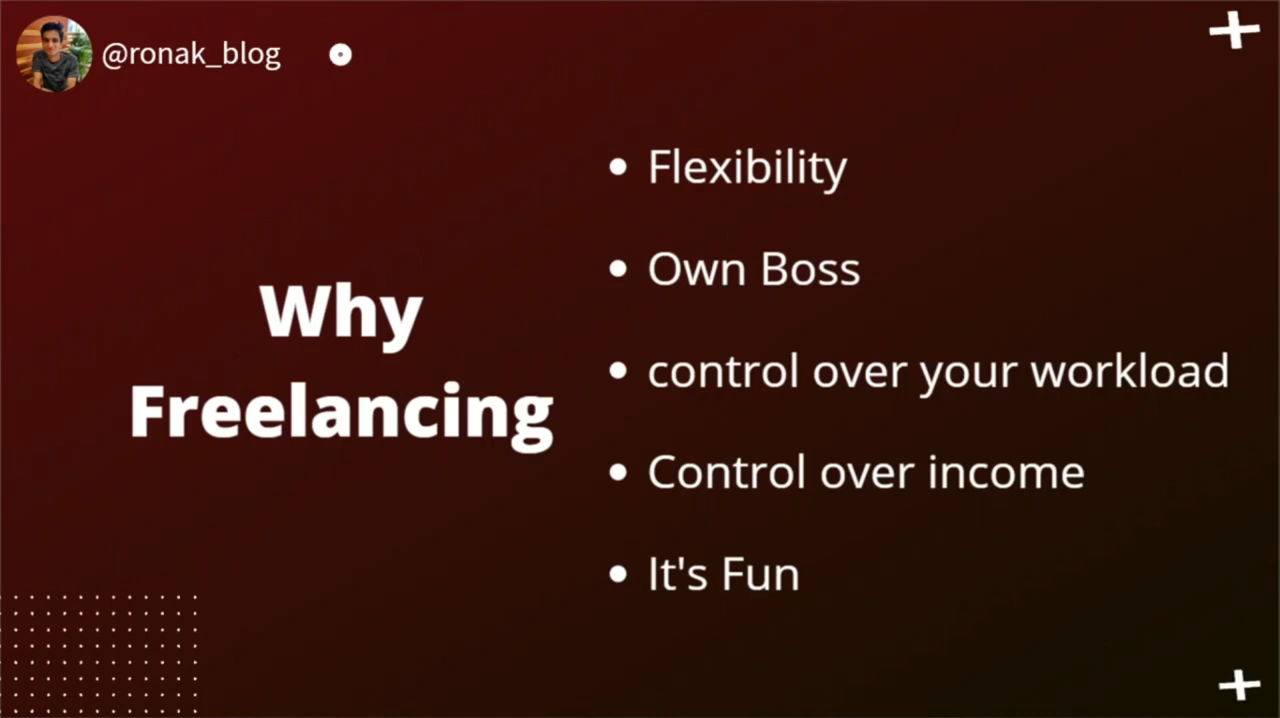 @ronak_blog
Why
Freelancing
Flexibility
Own Boss
control over your workload
Control over income
It's Fun